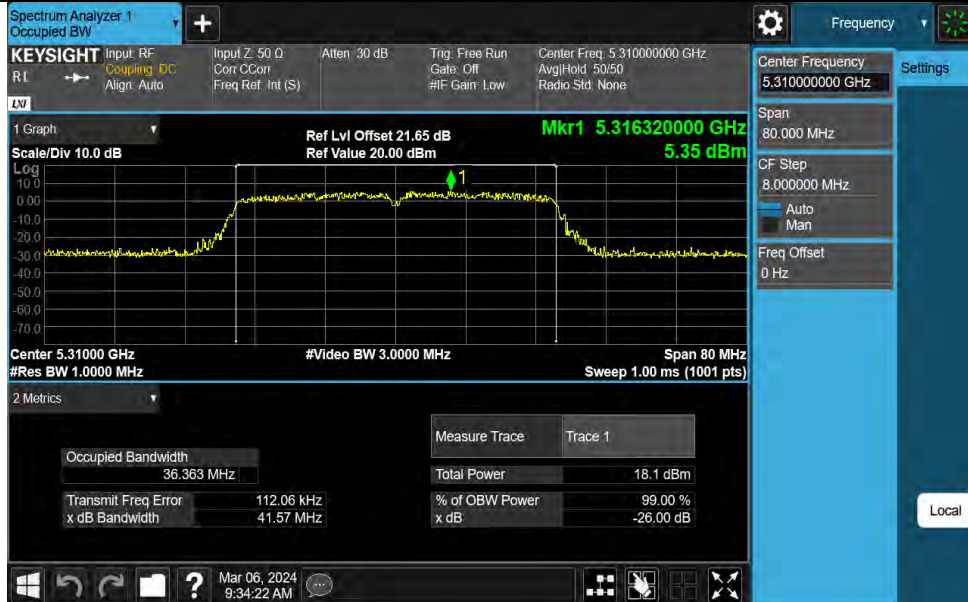 Spectrum Analyzer 1
Occupied BW
Frequency
KEYSIGHT
Input: RF
Coupling: DC
Align: Auto
Input Z: 50 Ω
Corr CCorr
Freq Ref: Int (S)
Atten: 30 dB
Trig: Free Run
Gate: Off
#IF Gain: Low
Center Freq: 5.310000000 GHz
Avg|Hold: 50/50
Radio Std: None
LXI
Center Frequency
5.310000000 GHz
Settings
Span
80.000 MHz
CF Step
8.000000 MHz
Auto
Man
Freq Offset
0 Hz
Local
1 Graph
Scale/Div 10.0 dB
Ref Lvl Offset 21.65 dB
Ref Value 20.00 dBm
Mkr1 5.316320000 GHz
5.35 dBm
Log
10.0
0.00
-10.0
-20.0
-30.0
-40.0
-50.0
-60.0
-70.0
1
Center 5.31000 GHz
#Video BW 3.0000 MHz
Span 80 MHz
#Res BW 1.0000 MHz
Sweep 1.00 ms (1001 pts)
2 Metrics
Measure Trace
Trace 1
Occupied Bandwidth
36.363 MHz
Total Power
18.1 dBm
Transmit Freq Error
112.06 kHz
% of OBW Power
99.00 %
x dB Bandwidth
41.57 MHz
x dB
-26.00 dB
?
Mar 06, 2024
9:34:22 AM